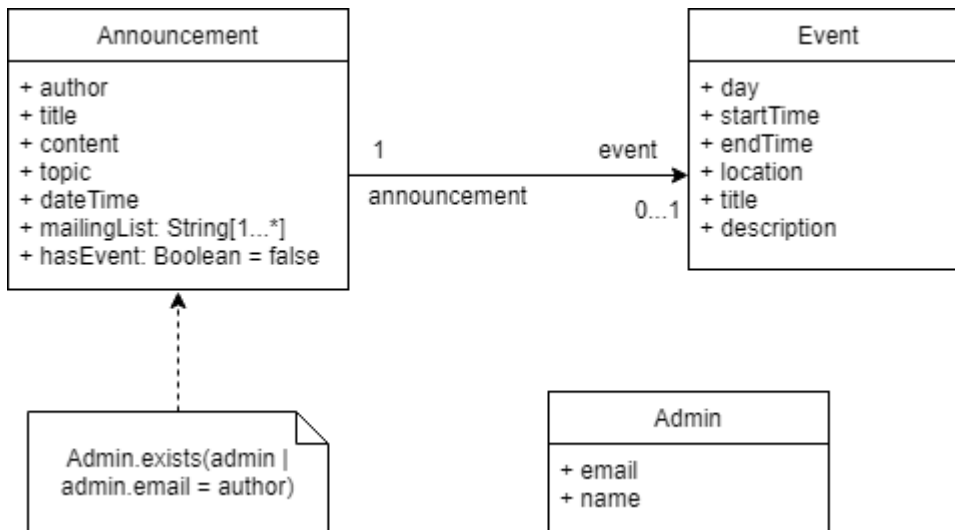 Announcement
+ author
+ title
+ content
+ topic
+ dateTime
+ mailingList: String[1...*]
+ hasEvent: Boolean = false
1
announcement
event
0...1
Event
+ day
+ startTime
+ endTime
+ location
+ title
+ description
Admin.exists(admin |
admin.email = author)
Admin
+ email
+ name